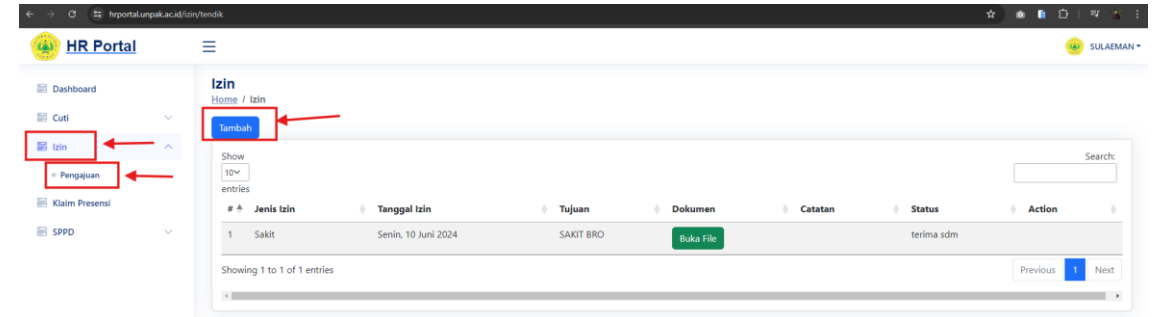 hrportal.unpak.ac.id/izin/tendik
HR Portal
SULAEMAN
Dashboard
Cuti
Izin
Pengajuan
Klaim Presensi
SPPD
Izin
Home / Izin
Tambah
Show
10
entries
Search:
# Jenis Izin Tanggal Izin Tujuan Dokumen Catatan Status Action
1 Sakit Senin, 10 Juni 2024 SAKIT BRO Buka File terima sdm
Showing 1 to 1 of 1 entries
Previous 1 Next